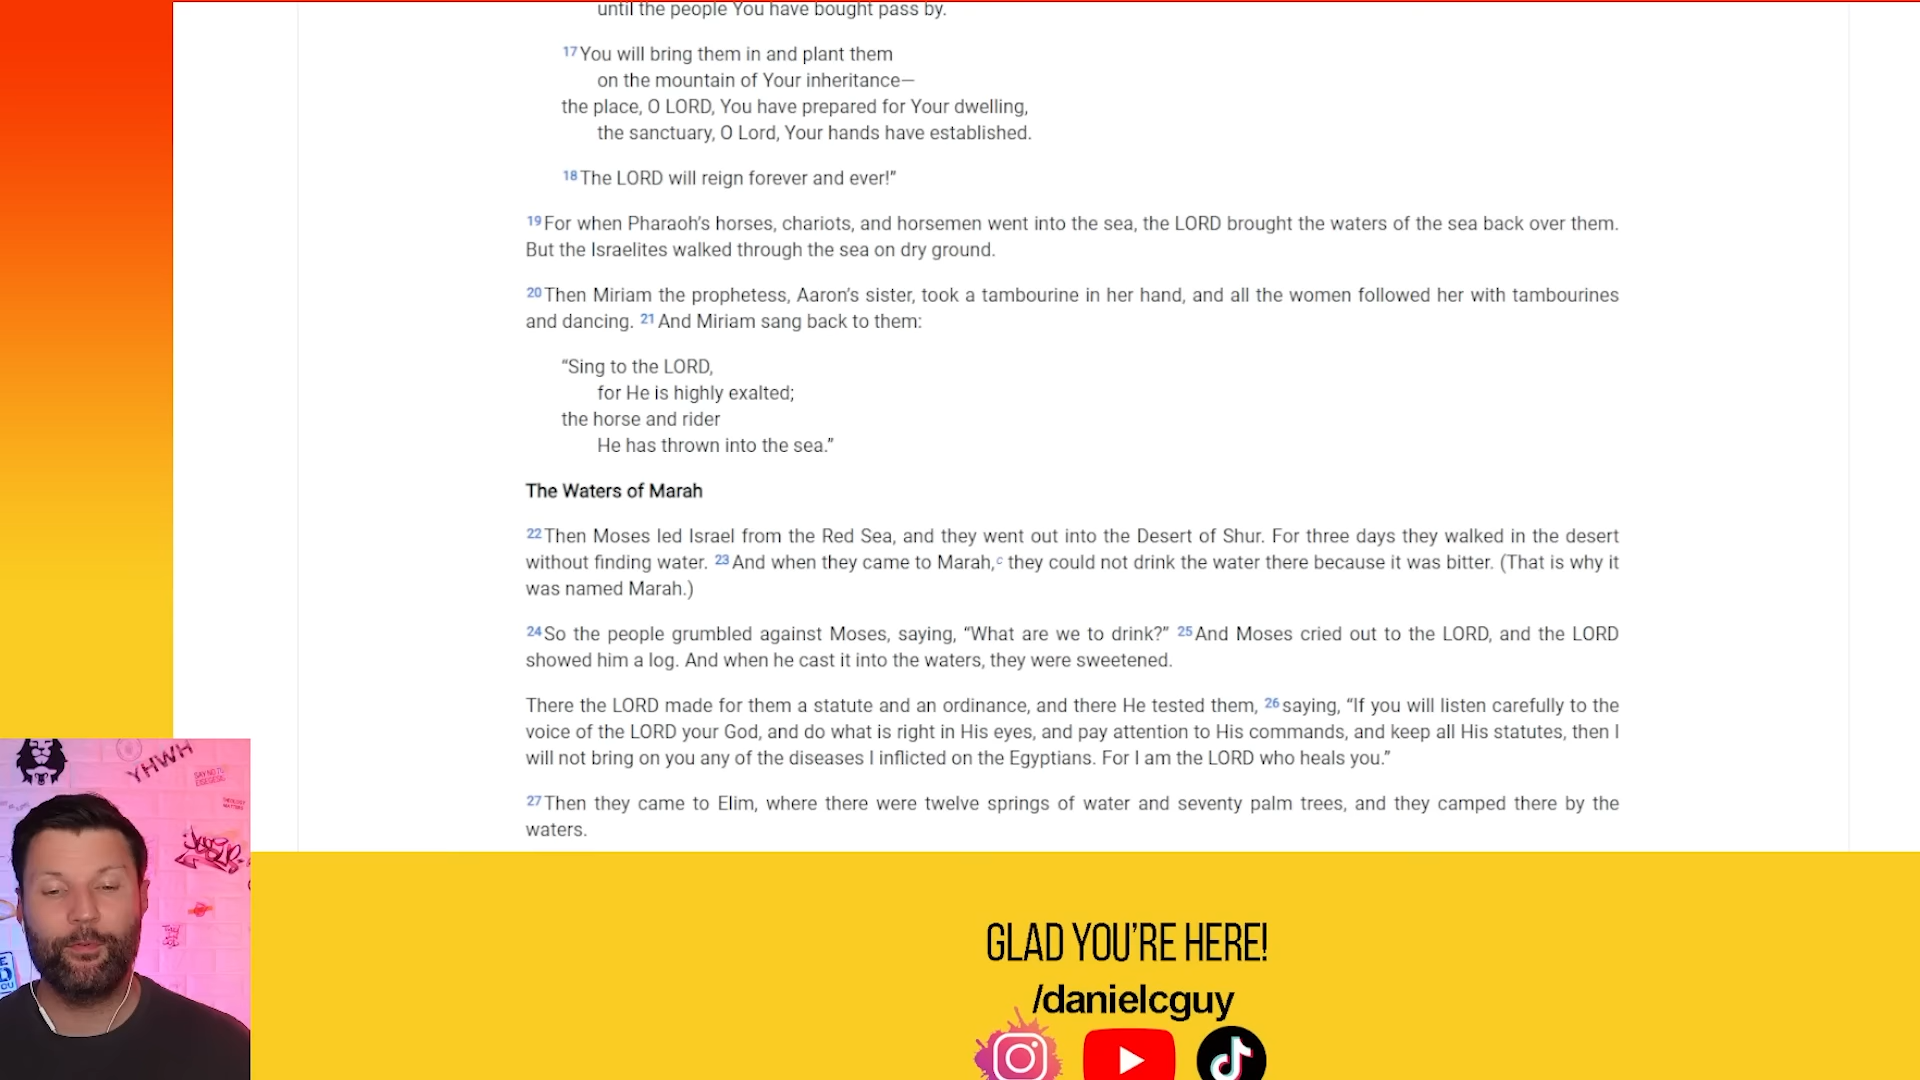 until the people You have bought pass by.
17 You will bring them in and plant them
on the mountain of Your inheritance—
the place, O LORD, You have prepared for Your dwelling,
the sanctuary, O Lord, Your hands have established.
18 The LORD will reign forever and ever!”
19 For when Pharaoh’s horses, chariots, and horsemen went into the sea, the LORD brought the waters of the sea back over them.
But the Israelites walked through the sea on dry ground.
20 Then Miriam the prophetess, Aaron’s sister, took a tambourine in her hand, and all the women followed her with tambourines
and dancing. 21 And Miriam sang back to them:
“Sing to the LORD,
for He is highly exalted;
the horse and rider
He has thrown into the sea.”
The Waters of Marah
22 Then Moses led Israel from the Red Sea, and they went out into the Desert of Shur. For three days they walked in the desert
without finding water. 23 And when they came to Marah,c they could not drink the water there because it was bitter. (That is why it
was named Marah.)
24 So the people grumbled against Moses, saying, “What are we to drink?” 25 And Moses cried out to the LORD, and the LORD
showed him a log. And when he cast it into the waters, they were sweetened.
There the LORD made for them a statute and an ordinance, and there He tested them, 26 saying, “If you will listen carefully to the
voice of the LORD your God, and do what is right in His eyes, and pay attention to His commands, and keep all His statutes, then I
will not bring on you any of the diseases I inflicted on the Egyptians. For I am the LORD who heals you.”
27 Then they came to Elim, where there were twelve springs of water and seventy palm trees, and they camped there by the
waters.
YHWH
GLAD YOU’RE HERE!
/danielcguy